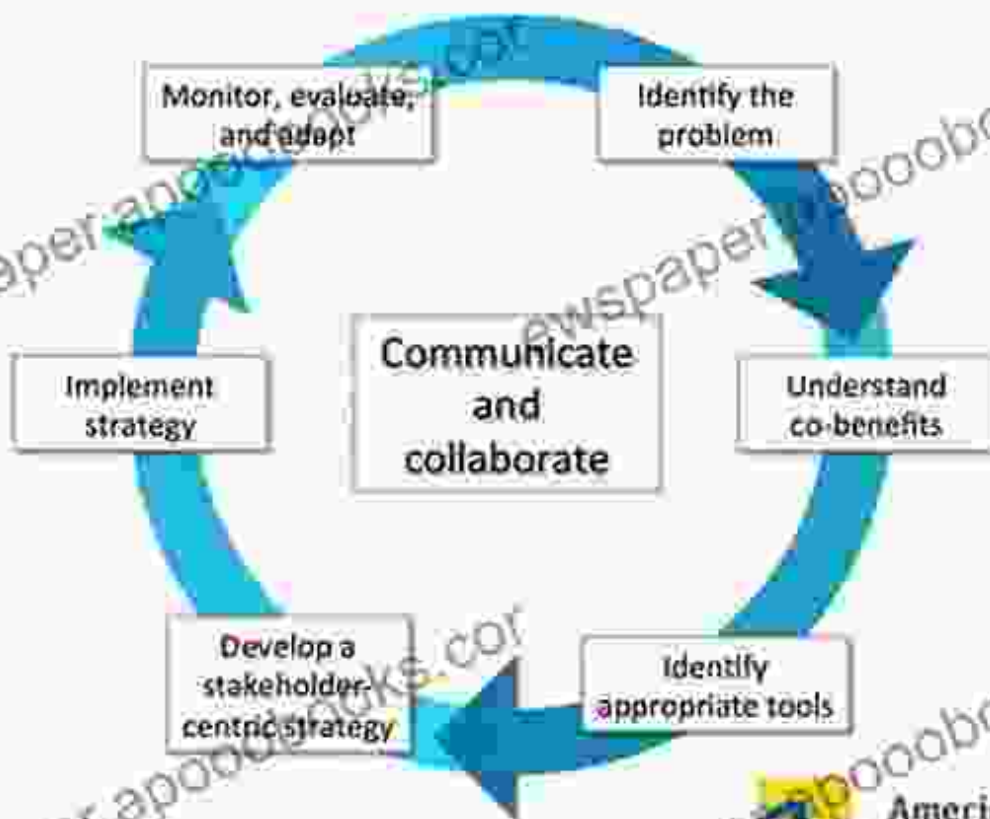 Monitor, evaluate,
and adapt
Identify the
problem
Communicate
and
collaborate
Implement
strategy
Understand
co-benefits
Develop a
stakeholder-
centric strategy
Identify
appropriate tools